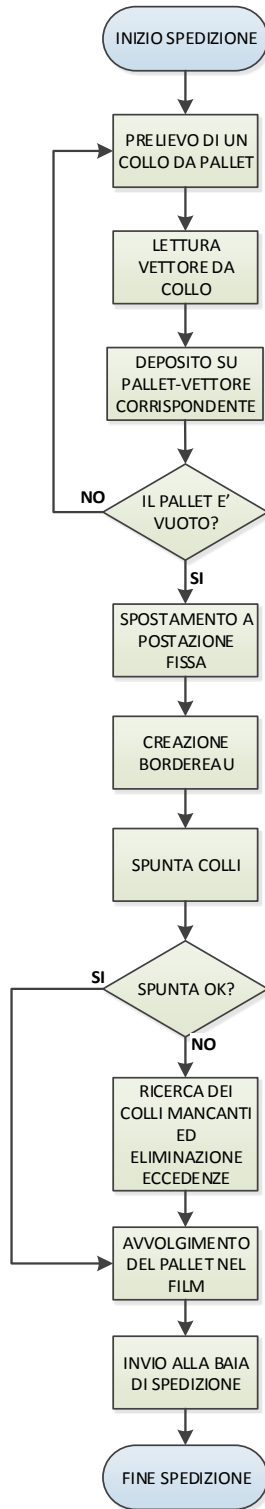 INIZIO SPEDIZIONE
PRELIEVO DI UN
COLLO DA PALLET
LETTURA
VETTORE DA
COLLO
DEPOSITO SU
PALLET-VETTORE
CORRISPONDENTE
NO
IL PALLET E'
VUOTO?
SI
SPOSTAMENTO A
POSTAZIONE
FISSA
CREAZIONE
BORDEREAU
SPUNTA COLLI
SI
SPUNTA OK?
NO
RICERCA DEI
COLLI MANCANTI
ED
ELIMINAZIONE
ECCEDENZE
AVVOLGIMENTO
DEL PALLET NEL
FILM
INVIO ALLA BAIA
DI SPEDIZIONE
FINE SPEDIZIONE